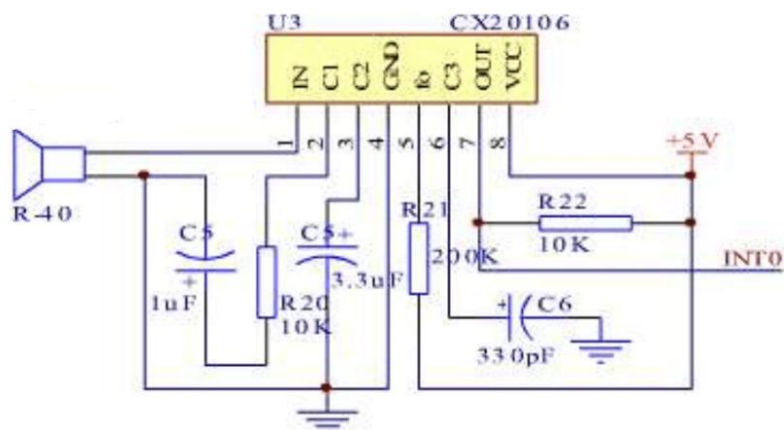 U3 CX20106
IN C1 C2 GND fo C3 OUT VCC
1 2 3 4 5 6 7 8
+5V
R-40
C5
1uF
R20
10K
C5+
3.3uF
R21
200K
R22
10K
INT0
+ C6
330pF
+